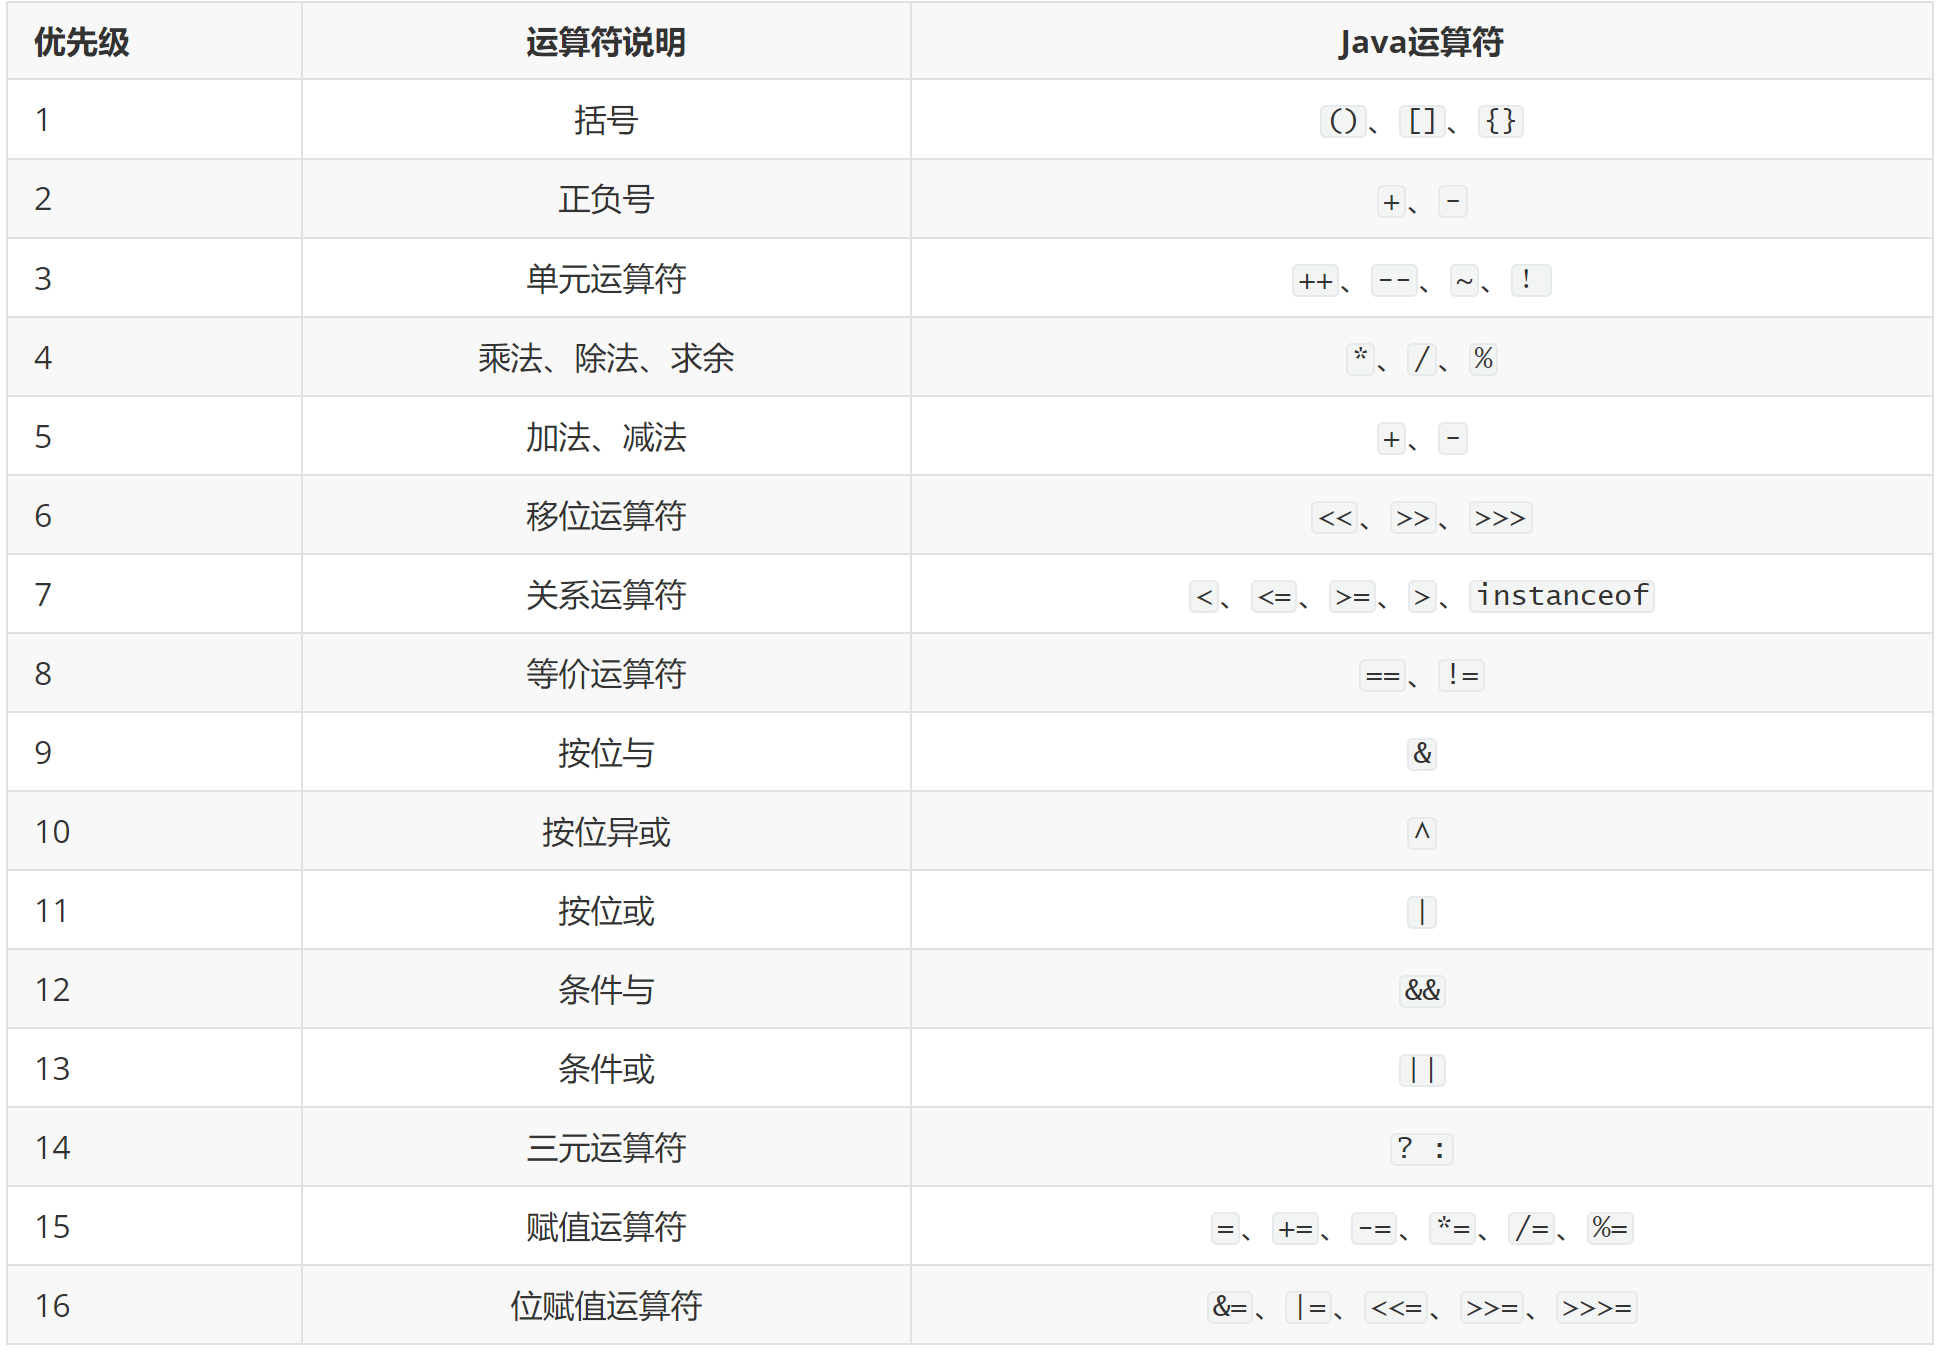 优先级 运算符说明 Java运算符
1 括号 ()、[]、{}
2 正负号 +、-
3 单元运算符 ++、--、~、!
4 乘法、除法、求余 *、/、%
5 加法、减法 +、-
6 移位运算符 <<、>>、>>>
7 关系运算符 <、<=、>=、>、instanceof
8 等价运算符 ==、!=
9 按位与 &
10 按位异或 ^
11 按位或 |
12 条件与 &&
13 条件或 ||
14 三元运算符 ? :
15 赋值运算符 =、+=、-=、*=、/=、%=
16 位赋值运算符 &=、|=、<<=、>>=、>>>=